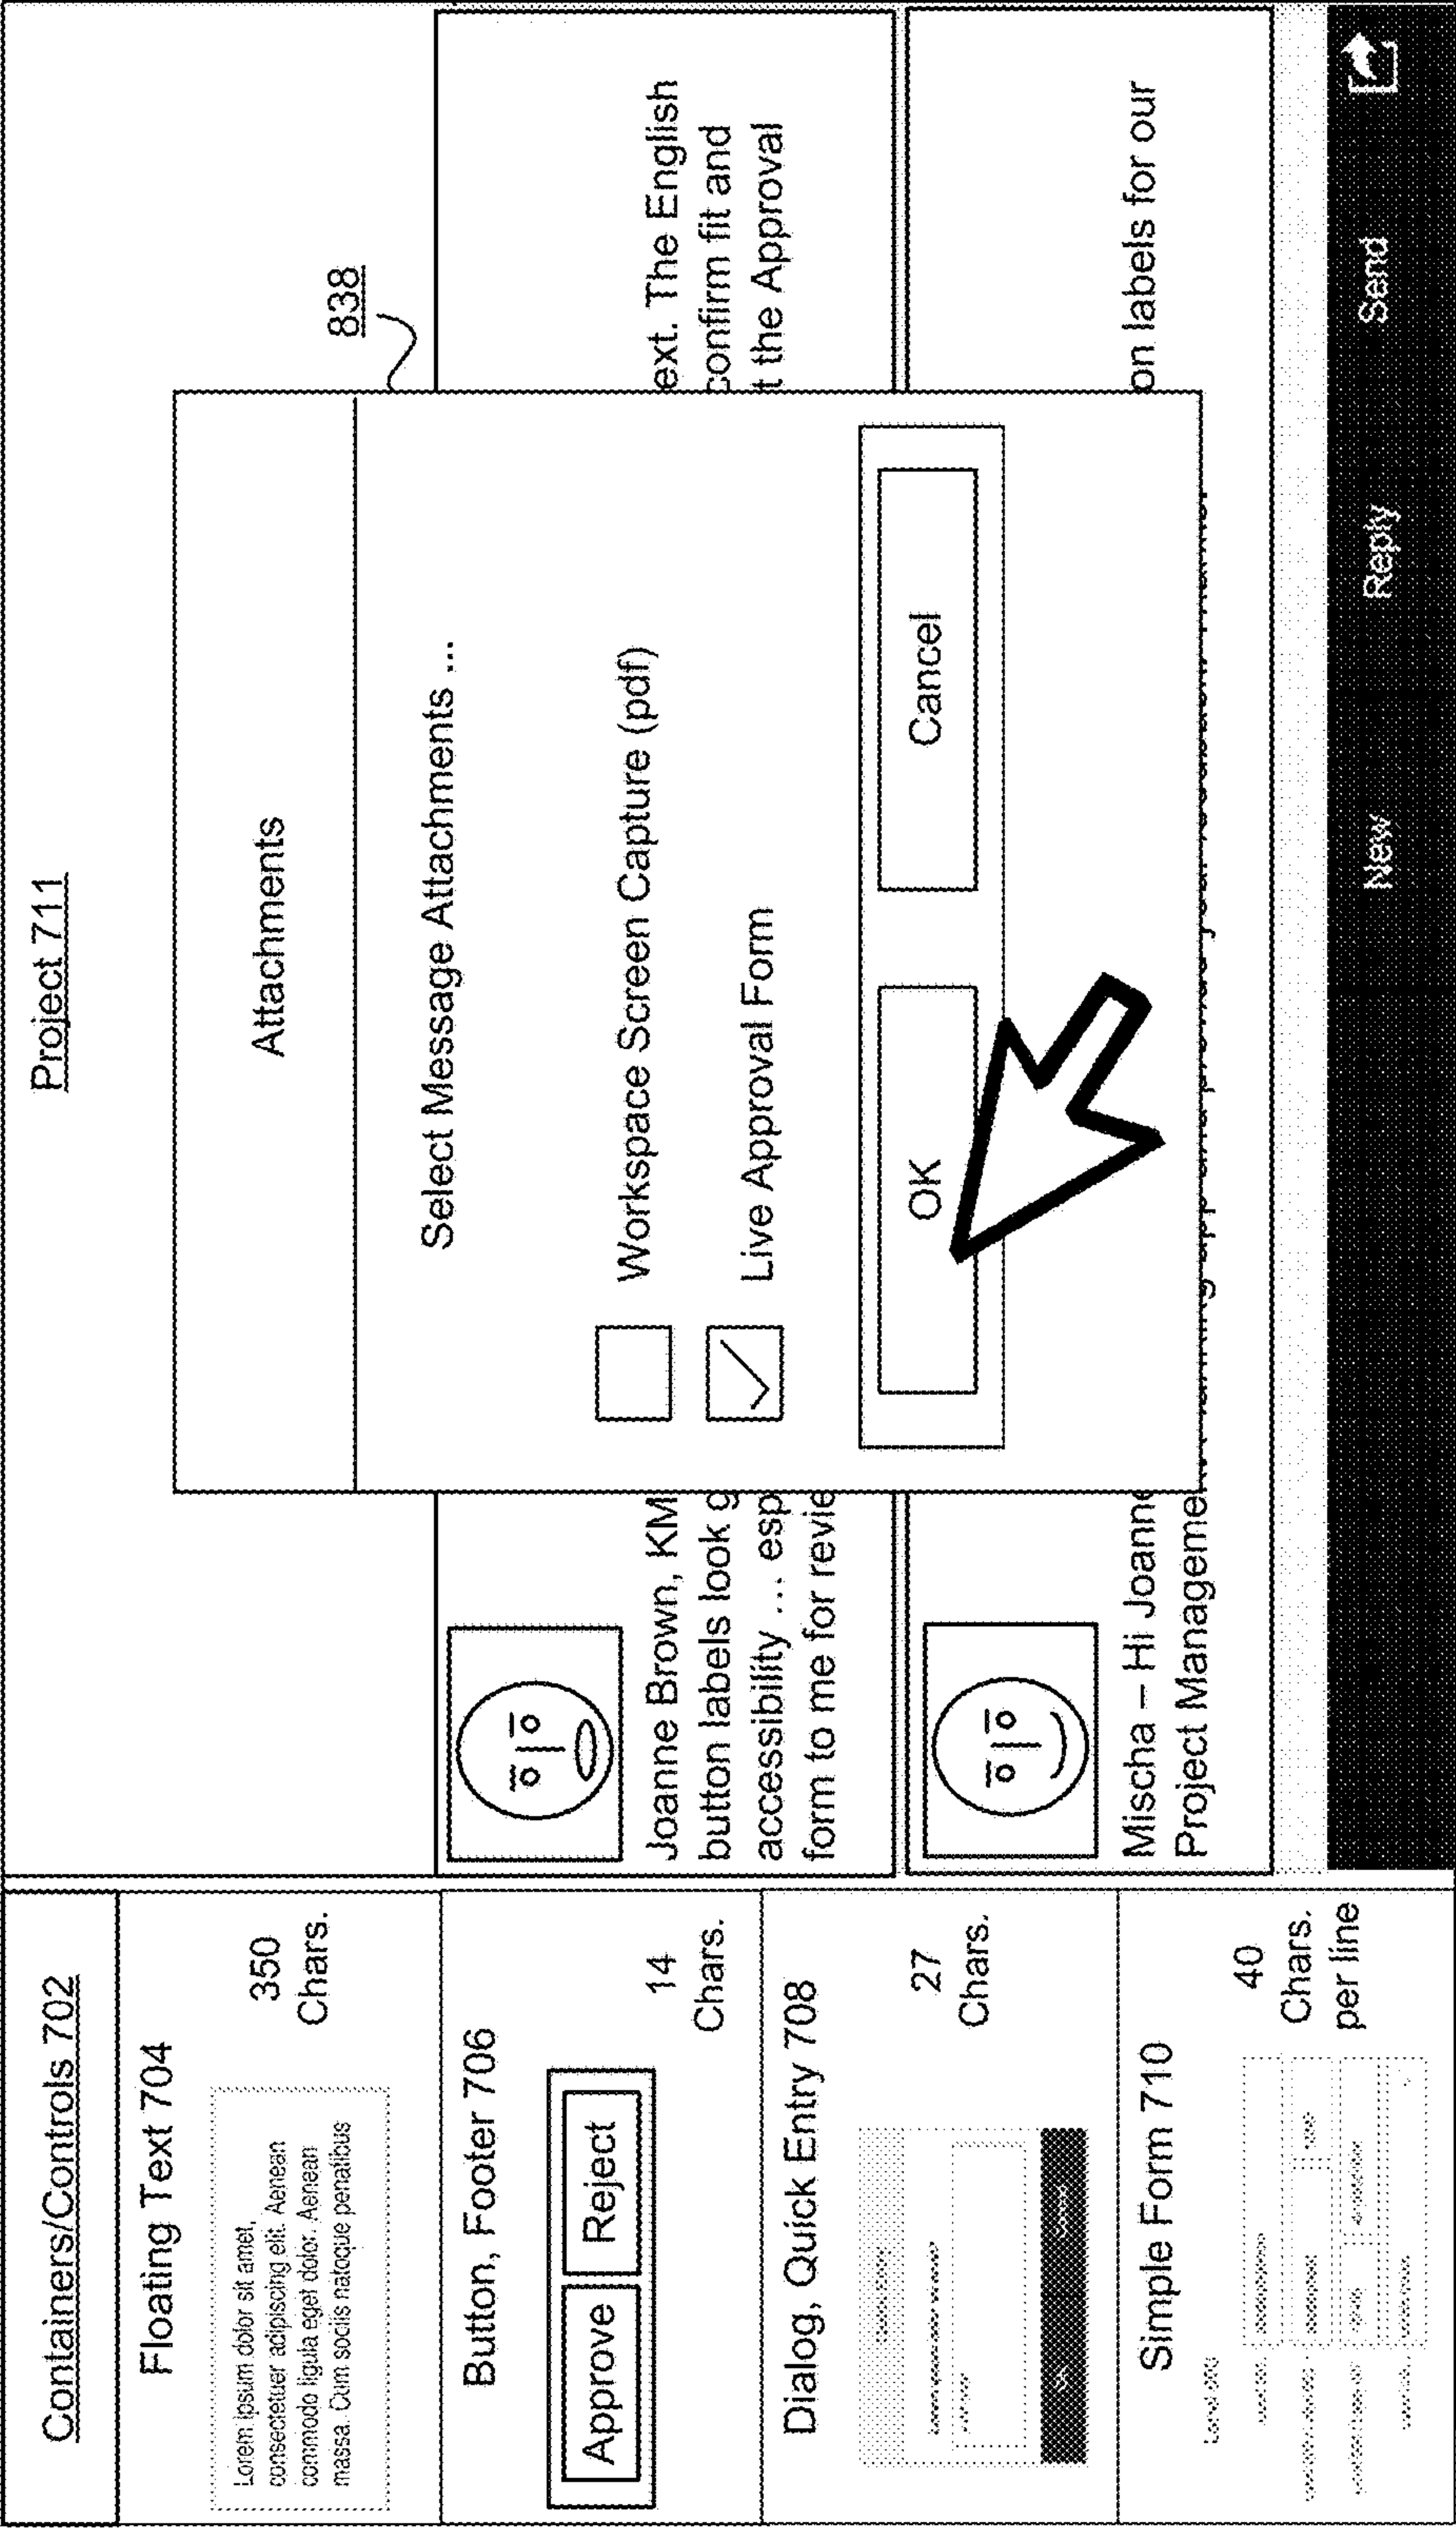 Containers/Controls 702
Floating Text 704
Lorem ipsum dolor sit amet,
consectetuer adipiscing elit. Aenean
commodo ligula eget dolor. Aenean
massa. Cum sociis natoque penatibus
350
Chars.
Button, Footer 706
Approve
Reject
14
Chars.
Dialog, Quick Entry 708
27
Chars.
Simple Form 710
40
Chars.
per line
Project 711
838
Attachments
Select Message Attachments ...
Workspace Screen Capture (pdf)
Live Approval Form
OK
Cancel
Joanne Brown, KM ext. The English
button labels look g confirm fit and
accessibility ... esp t the Approval
form to me for revie
Mischa – Hi Joanne on labels for our
Project Manageme
New
Reply
Send